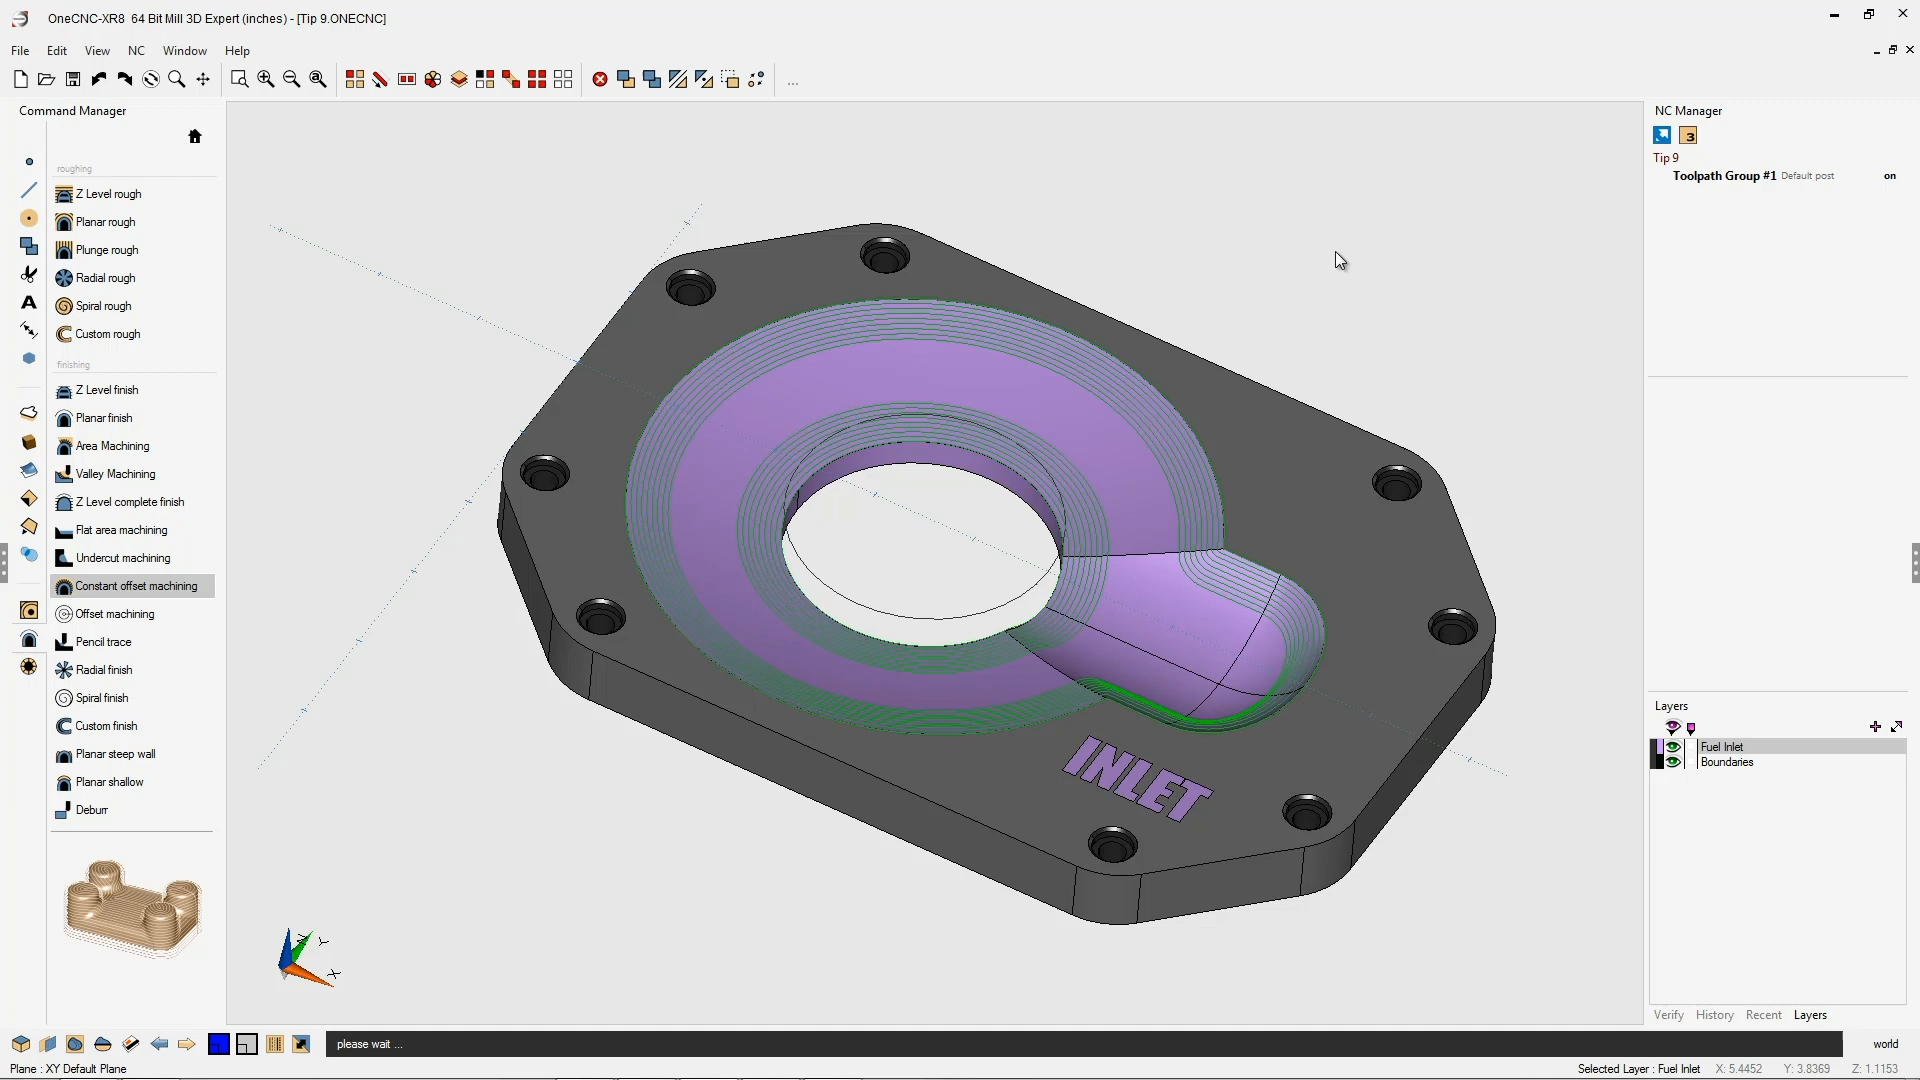 OneCNC-XR8 64 Bit Mill 3D Expert (inches) - [Tip 9.ONECNC]
File Edit View NC Window Help
...
Command Manager
roughing
Z Level rough
Planar rough
Plunge rough
Radial rough
Spiral rough
Custom rough
finishing
Z Level finish
Planar finish
Area Machining
Valley Machining
Z Level complete finish
Flat area machining
Undercut machining
Constant offset machining
Offset machining
Pencil trace
Radial finish
Spiral finish
Custom finish
Planar steep wall
Planar shallow
Deburr
A
INLET
Y
X
NC Manager
3
Tip 9
Toolpath Group #1 Default post on
Layers
Fuel Inlet
Boundaries
Verify History Recent Layers
please wait ...
world
Plane : XY Default Plane
Selected Layer : Fuel Inlet X: 5.4452 Y: 3.8369 Z: 1.1153